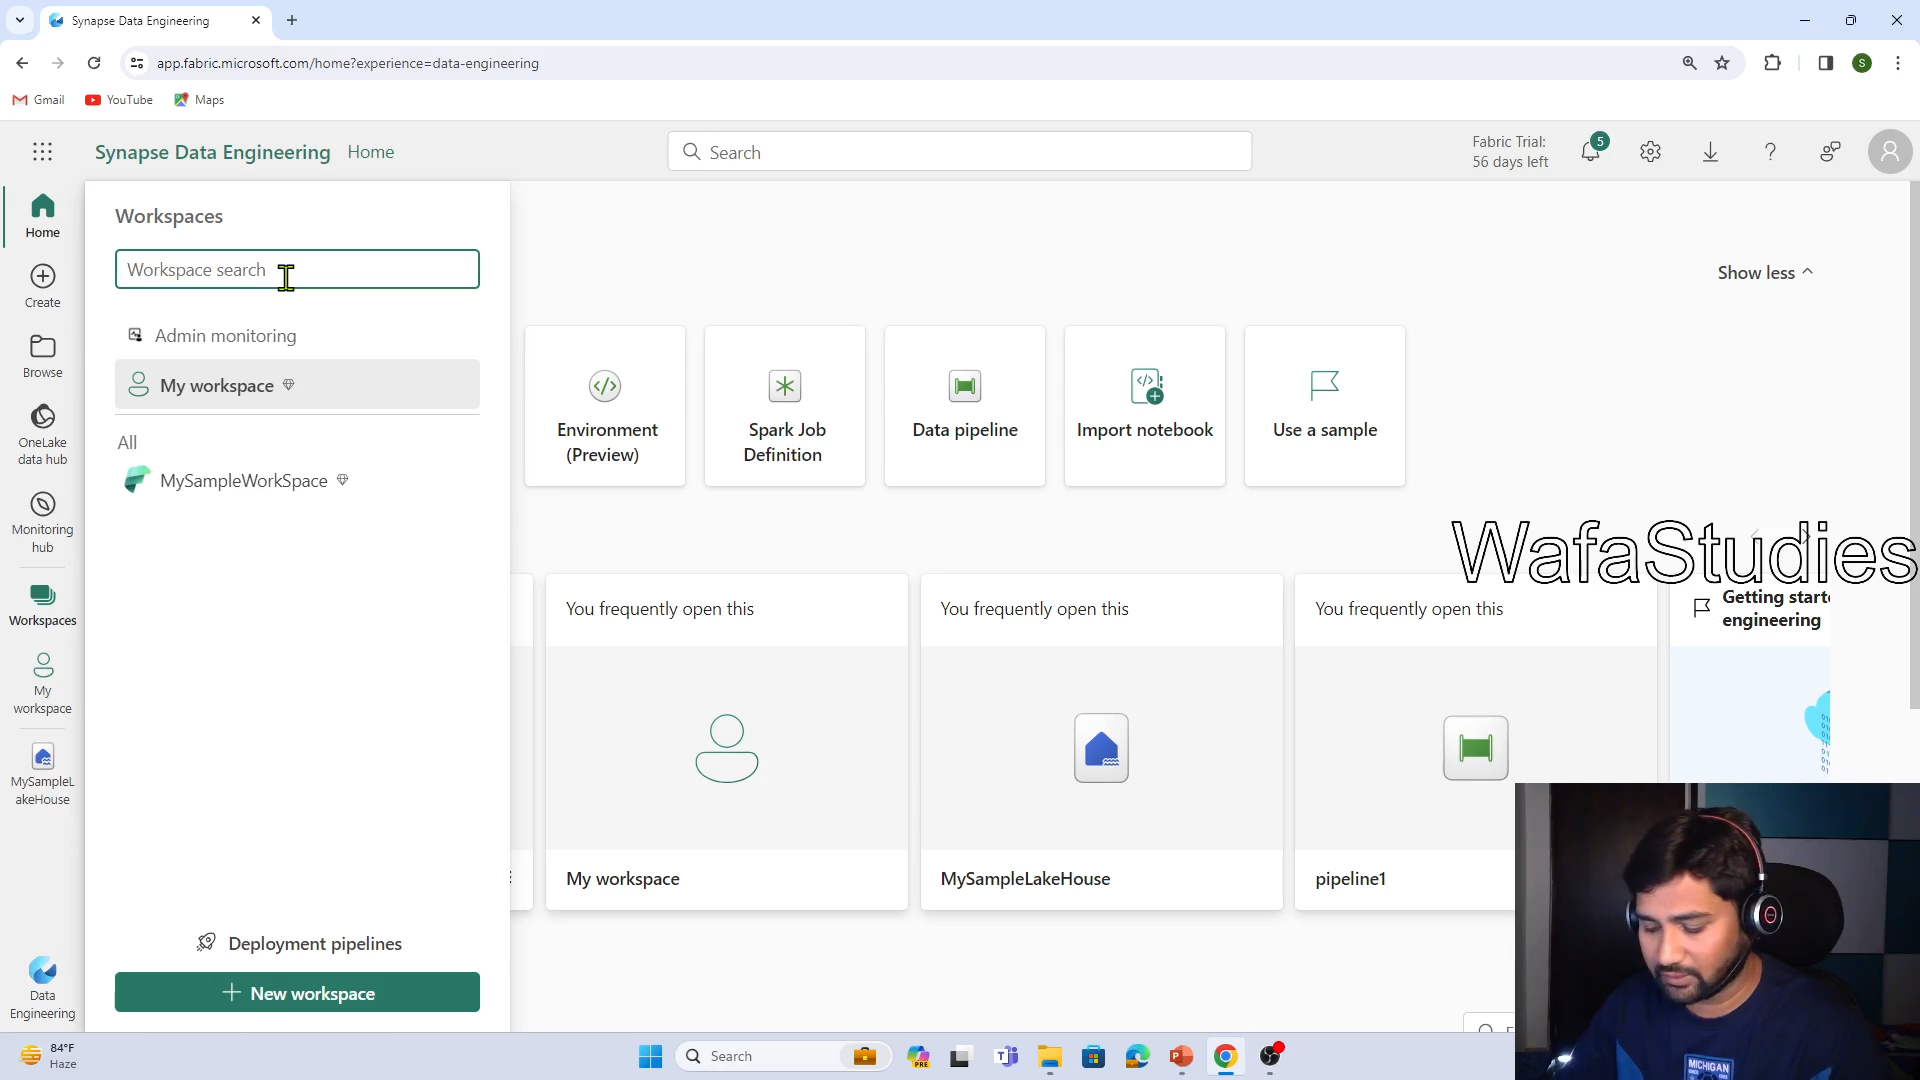 Synapse Data Engineering
app.fabric.microsoft.com/home?experience=data-engineering
Gmail
YouTube
Maps
Synapse Data Engineering Home
Search
Fabric Trial:
56 days left
5
S
Home
Create
Browse
OneLake
data hub
Monitoring
hub
Workspaces
My
workspace
MySampleL
akeHouse
Data
Engineering
Workspaces
Workspace search
Admin monitoring
My workspace
All
MySampleWorkSpace
Deployment pipelines
New workspace
Show less
Environment
(Preview)
Spark Job
Definition
Data pipeline
Import notebook
Use a sample
WafaStudies
You frequently open this
My workspace
You frequently open this
MySampleLakeHouse
You frequently open this
pipeline1
Getting starte
engineering
MICHIGAN
84°F
Haze
Search
PRE